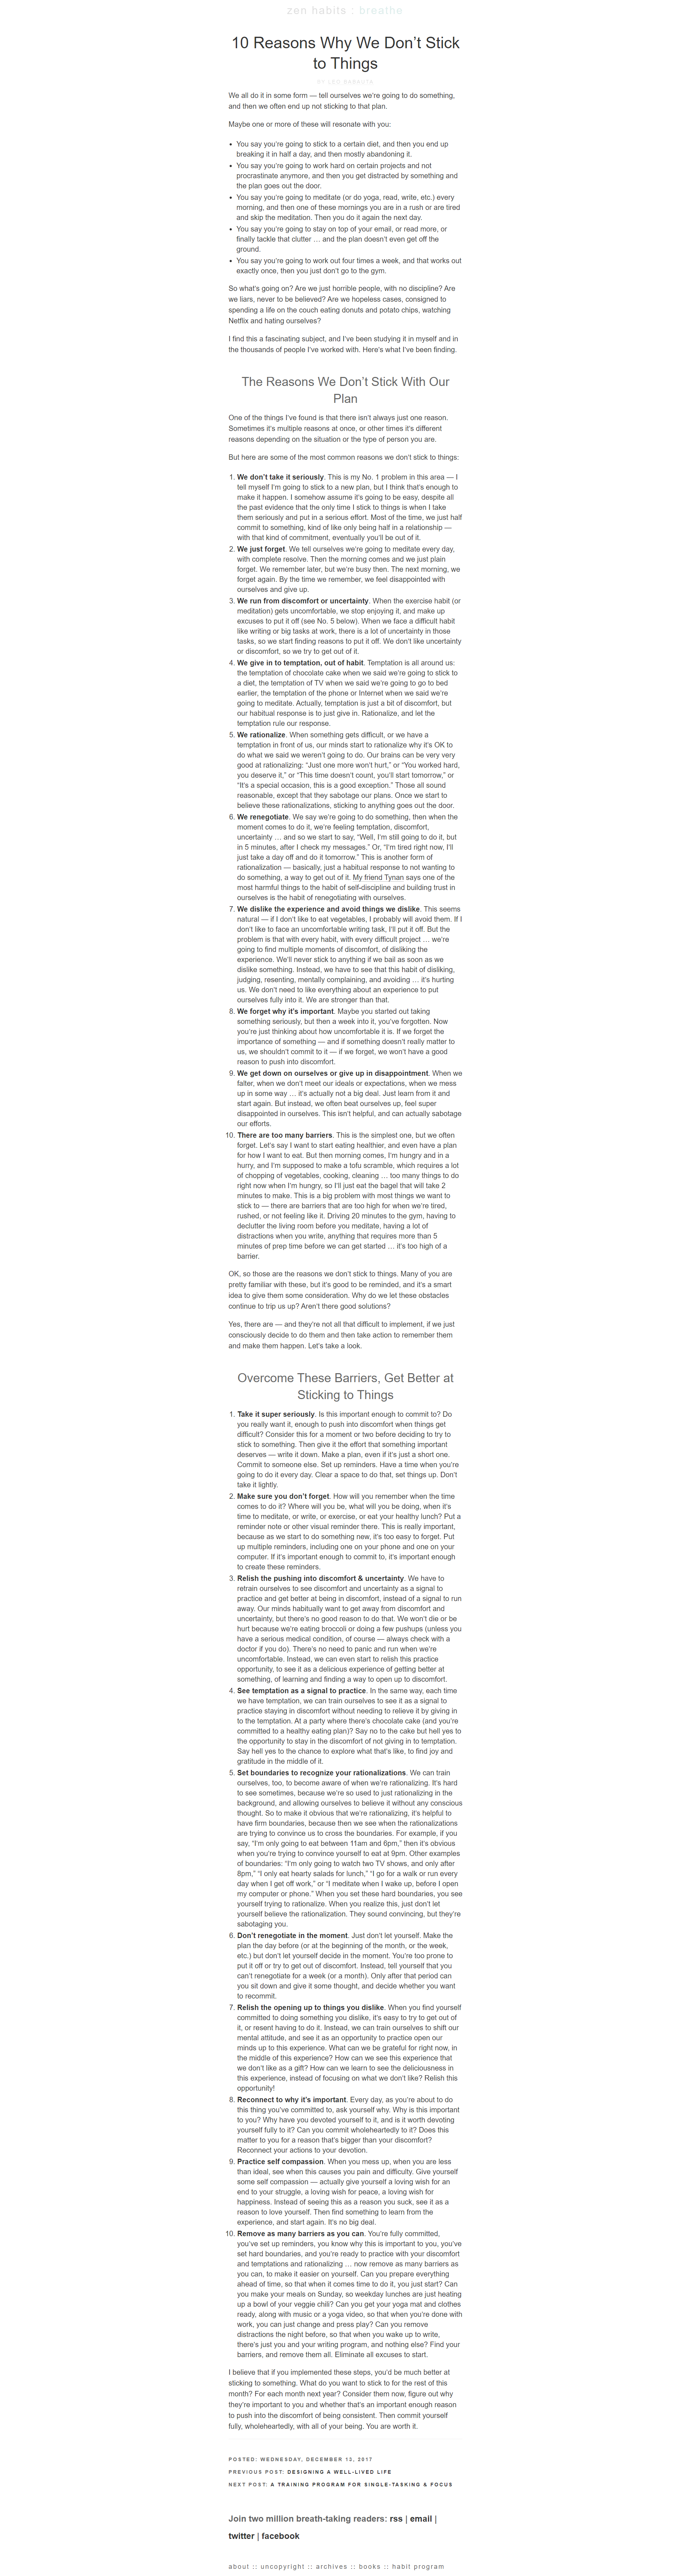 zen habits : breathe
10 Reasons Why We Don’t Stick
to Things
BY LEO BABAUTA
We all do it in some form — tell ourselves we’re going to do something,
and then we often end up not sticking to that plan.
Maybe one or more of these will resonate with you:
• You say you’re going to stick to a certain diet, and then you end up
breaking it in half a day, and then mostly abandoning it.
• You say you’re going to work hard on certain projects and not
procrastinate anymore, and then you get distracted by something and
the plan goes out the door.
• You say you’re going to meditate (or do yoga, read, write, etc.) every
morning, and then one of these mornings you are in a rush or are tired
and skip the meditation. Then you do it again the next day.
• You say you’re going to stay on top of your email, or read more, or
finally tackle that clutter … and the plan doesn’t even get off the
ground.
• You say you’re going to work out four times a week, and that works out
exactly once, then you just don’t go to the gym.
So what’s going on? Are we just horrible people, with no discipline? Are
we liars, never to be believed? Are we hopeless cases, consigned to
spending a life on the couch eating donuts and potato chips, watching
Netflix and hating ourselves?
I find this a fascinating subject, and I’ve been studying it in myself and in
the thousands of people I’ve worked with. Here’s what I’ve been finding.
The Reasons We Don’t Stick With Our
Plan
One of the things I’ve found is that there isn’t always just one reason.
Sometimes it’s multiple reasons at once, or other times it’s different
reasons depending on the situation or the type of person you are.
But here are some of the most common reasons we don’t stick to things:
1. We don’t take it seriously. This is my No. 1 problem in this area — I
tell myself I’m going to stick to a new plan, but I think that’s enough to
make it happen. I somehow assume it’s going to be easy, despite all
the past evidence that the only time I stick to things is when I take
them seriously and put in a serious effort. Most of the time, we just half
commit to something, kind of like only being half in a relationship —
with that kind of commitment, eventually you’ll be out of it.
2. We just forget. We tell ourselves we’re going to meditate every day,
with complete resolve. Then the morning comes and we just plain
forget. We remember later, but we’re busy then. The next morning, we
forget again. By the time we remember, we feel disappointed with
ourselves and give up.
3. We run from discomfort or uncertainty. When the exercise habit (or
meditation) gets uncomfortable, we stop enjoying it, and make up
excuses to put it off (see No. 5 below). When we face a difficult habit
like writing or big tasks at work, there is a lot of uncertainty in those
tasks, so we start finding reasons to put it off. We don’t like uncertainty
or discomfort, so we try to get out of it.
4. We give in to temptation, out of habit. Temptation is all around us:
the temptation of chocolate cake when we said we’re going to stick to
a diet, the temptation of TV when we said we’re going to go to bed
earlier, the temptation of the phone or Internet when we said we’re
going to meditate. Actually, temptation is just a bit of discomfort, but
our habitual response is to just give in. Rationalize, and let the
temptation rule our response.
5. We rationalize. When something gets difficult, or we have a
temptation in front of us, our minds start to rationalize why it’s OK to
do what we said we weren’t going to do. Our brains can be very very
good at rationalizing: “Just one more won’t hurt,” or “You worked hard,
you deserve it,” or “This time doesn’t count, you’ll start tomorrow,” or
“It’s a special occasion, this is a good exception.” Those all sound
reasonable, except that they sabotage our plans. Once we start to
believe these rationalizations, sticking to anything goes out the door.
6. We renegotiate. We say we’re going to do something, then when the
moment comes to do it, we’re feeling temptation, discomfort,
uncertainty … and so we start to say, “Well, I’m still going to do it, but
in 5 minutes, after I check my messages.” Or, “I’m tired right now, I’ll
just take a day off and do it tomorrow.” This is another form of
rationalization — basically, just a habitual response to not wanting to
do something, a way to get out of it. My friend Tynan says one of the
most harmful things to the habit of self-discipline and building trust in
ourselves is the habit of renegotiating with ourselves.
7. We dislike the experience and avoid things we dislike. This seems
natural — if I don’t like to eat vegetables, I probably will avoid them. If I
don’t like to face an uncomfortable writing task, I’ll put it off. But the
problem is that with every habit, with every difficult project … we’re
going to find multiple moments of discomfort, of disliking the
experience. We’ll never stick to anything if we bail as soon as we
dislike something. Instead, we have to see that this habit of disliking,
judging, resenting, mentally complaining, and avoiding … it’s hurting
us. We don’t need to like everything about an experience to put
ourselves fully into it. We are stronger than that.
8. We forget why it’s important. Maybe you started out taking
something seriously, but then a week into it, you’ve forgotten. Now
you’re just thinking about how uncomfortable it is. If we forget the
importance of something — and if something doesn’t really matter to
us, we shouldn’t commit to it — if we forget, we won’t have a good
reason to push into discomfort.
9. We get down on ourselves or give up in disappointment. When we
falter, when we don’t meet our ideals or expectations, when we mess
up in some way … it’s actually not a big deal. Just learn from it and
start again. But instead, we often beat ourselves up, feel super
disappointed in ourselves. This isn’t helpful, and can actually sabotage
our efforts.
10. There are too many barriers. This is the simplest one, but we often
forget. Let’s say I want to start eating healthier, and even have a plan
for how I want to eat. But then morning comes, I’m hungry and in a
hurry, and I’m supposed to make a tofu scramble, which requires a lot
of chopping of vegetables, cooking, cleaning … too many things to do
right now when I’m hungry, so I’ll just eat the bagel that will take 2
minutes to make. This is a big problem with most things we want to
stick to — there are barriers that are too high for when we’re tired,
rushed, or not feeling like it. Driving 20 minutes to the gym, having to
declutter the living room before you meditate, having a lot of
distractions when you write, anything that requires more than 5
minutes of prep time before we can get started … it’s too high of a
barrier.
OK, so those are the reasons we don’t stick to things. Many of you are
pretty familiar with these, but it’s good to be reminded, and it’s a smart
idea to give them some consideration. Why do we let these obstacles
continue to trip us up? Aren’t there good solutions?
Yes, there are — and they’re not all that difficult to implement, if we just
consciously decide to do them and then take action to remember them
and make them happen. Let’s take a look.
Overcome These Barriers, Get Better at
Sticking to Things
1. Take it super seriously. Is this important enough to commit to? Do
you really want it, enough to push into discomfort when things get
difficult? Consider this for a moment or two before deciding to try to
stick to something. Then give it the effort that something important
deserves — write it down. Make a plan, even if it’s just a short one.
Commit to someone else. Set up reminders. Have a time when you’re
going to do it every day. Clear a space to do that, set things up. Don’t
take it lightly.
2. Make sure you don’t forget. How will you remember when the time
comes to do it? Where will you be, what will you be doing, when it’s
time to meditate, or write, or exercise, or eat your healthy lunch? Put a
reminder note or other visual reminder there. This is really important,
because as we start to do something new, it’s too easy to forget. Put
up multiple reminders, including one on your phone and one on your
computer. If it’s important enough to commit to, it’s important enough
to create these reminders.
3. Relish the pushing into discomfort & uncertainty. We have to
retrain ourselves to see discomfort and uncertainty as a signal to
practice and get better at being in discomfort, instead of a signal to run
away. Our minds habitually want to get away from discomfort and
uncertainty, but there’s no good reason to do that. We won’t die or be
hurt because we’re eating broccoli or doing a few pushups (unless you
have a serious medical condition, of course — always check with a
doctor if you do). There’s no need to panic and run when we’re
uncomfortable. Instead, we can even start to relish this practice
opportunity, to see it as a delicious experience of getting better at
something, of learning and finding a way to open up to discomfort.
4. See temptation as a signal to practice. In the same way, each time
we have temptation, we can train ourselves to see it as a signal to
practice staying in discomfort without needing to relieve it by giving in
to the temptation. At a party where there’s chocolate cake (and you’re
committed to a healthy eating plan)? Say no to the cake but hell yes to
the opportunity to stay in the discomfort of not giving in to temptation.
Say hell yes to the chance to explore what that’s like, to find joy and
gratitude in the middle of it.
5. Set boundaries to recognize your rationalizations. We can train
ourselves, too, to become aware of when we’re rationalizing. It’s hard
to see sometimes, because we’re so used to just rationalizing in the
background, and allowing ourselves to believe it without any conscious
thought. So to make it obvious that we’re rationalizing, it’s helpful to
have firm boundaries, because then we see when the rationalizations
are trying to convince us to cross the boundaries. For example, if you
say, “I’m only going to eat between 11am and 6pm,” then it’s obvious
when you’re trying to convince yourself to eat at 9pm. Other examples
of boundaries: “I’m only going to watch two TV shows, and only after
8pm,” “I only eat hearty salads for lunch,” “I go for a walk or run every
day when I get off work,” or “I meditate when I wake up, before I open
my computer or phone.” When you set these hard boundaries, you see
yourself trying to rationalize. When you realize this, just don’t let
yourself believe the rationalization. They sound convincing, but they’re
sabotaging you.
6. Don’t renegotiate in the moment. Just don’t let yourself. Make the
plan the day before (or at the beginning of the month, or the week,
etc.) but don’t let yourself decide in the moment. You’re too prone to
put it off or try to get out of discomfort. Instead, tell yourself that you
can’t renegotiate for a week (or a month). Only after that period can
you sit down and give it some thought, and decide whether you want
to recommit.
7. Relish the opening up to things you dislike. When you find yourself
committed to doing something you dislike, it’s easy to try to get out of
it, or resent having to do it. Instead, we can train ourselves to shift our
mental attitude, and see it as an opportunity to practice open our
minds up to this experience. What can we be grateful for right now, in
the middle of this experience? How can we see this experience that
we don’t like as a gift? How can we learn to see the deliciousness in
this experience, instead of focusing on what we don’t like? Relish this
opportunity!
8. Reconnect to why it’s important. Every day, as you’re about to do
this thing you’ve committed to, ask yourself why. Why is this important
to you? Why have you devoted yourself to it, and is it worth devoting
yourself fully to it? Can you commit wholeheartedly to it? Does this
matter to you for a reason that’s bigger than your discomfort?
Reconnect your actions to your devotion.
9. Practice self compassion. When you mess up, when you are less
than ideal, see when this causes you pain and difficulty. Give yourself
some self compassion — actually give yourself a loving wish for an
end to your struggle, a loving wish for peace, a loving wish for
happiness. Instead of seeing this as a reason you suck, see it as a
reason to love yourself. Then find something to learn from the
experience, and start again. It’s no big deal.
10. Remove as many barriers as you can. You’re fully committed,
you’ve set up reminders, you know why this is important to you, you’ve
set hard boundaries, and you’re ready to practice with your discomfort
and temptations and rationalizing … now remove as many barriers as
you can, to make it easier on yourself. Can you prepare everything
ahead of time, so that when it comes time to do it, you just start? Can
you make your meals on Sunday, so weekday lunches are just heating
up a bowl of your veggie chili? Can you get your yoga mat and clothes
ready, along with music or a yoga video, so that when you’re done with
work, you can just change and press play? Can you remove
distractions the night before, so that when you wake up to write,
there’s just you and your writing program, and nothing else? Find your
barriers, and remove them all. Eliminate all excuses to start.
I believe that if you implemented these steps, you’d be much better at
sticking to something. What do you want to stick to for the rest of this
month? For each month next year? Consider them now, figure out why
they’re important to you and whether that’s an important enough reason
to push into the discomfort of being consistent. Then commit yourself
fully, wholeheartedly, with all of your being. You are worth it.
POSTED: WEDNESDAY, DECEMBER 13, 2017
PREVIOUS POST: DESIGNING A WELL-LIVED LIFE
NEXT POST: A TRAINING PROGRAM FOR SINGLE-TASKING & FOCUS
Join two million breath-taking readers: rss | email |
twitter | facebook
about :: uncopyright :: archives :: books :: habit program